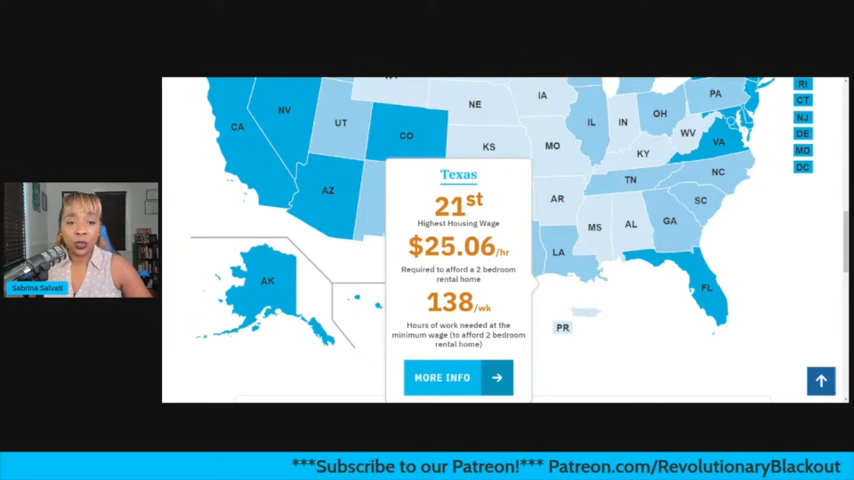 RI
PA
CT
NE
IA
OH
NV
IL
IN
NJ
UT
CA
CO
WV
DE
VA
KS
MO
KY
MD
DC
Texas
NC
TN
AZ
21st
AR
SC
Highest Housing Wage
MS
AL
GA
$25.06/hr
LA
Required to afford a 2 bedroom
rental home
AK
FL
Sabrina Salvati
138/wk
Hours of work needed at the
minimum wage (to afford 2 bedroom
rental home)
PR
MORE INFO
***Subscribe to our Patreon!*** Patreon.com/RevolutionaryBlackout